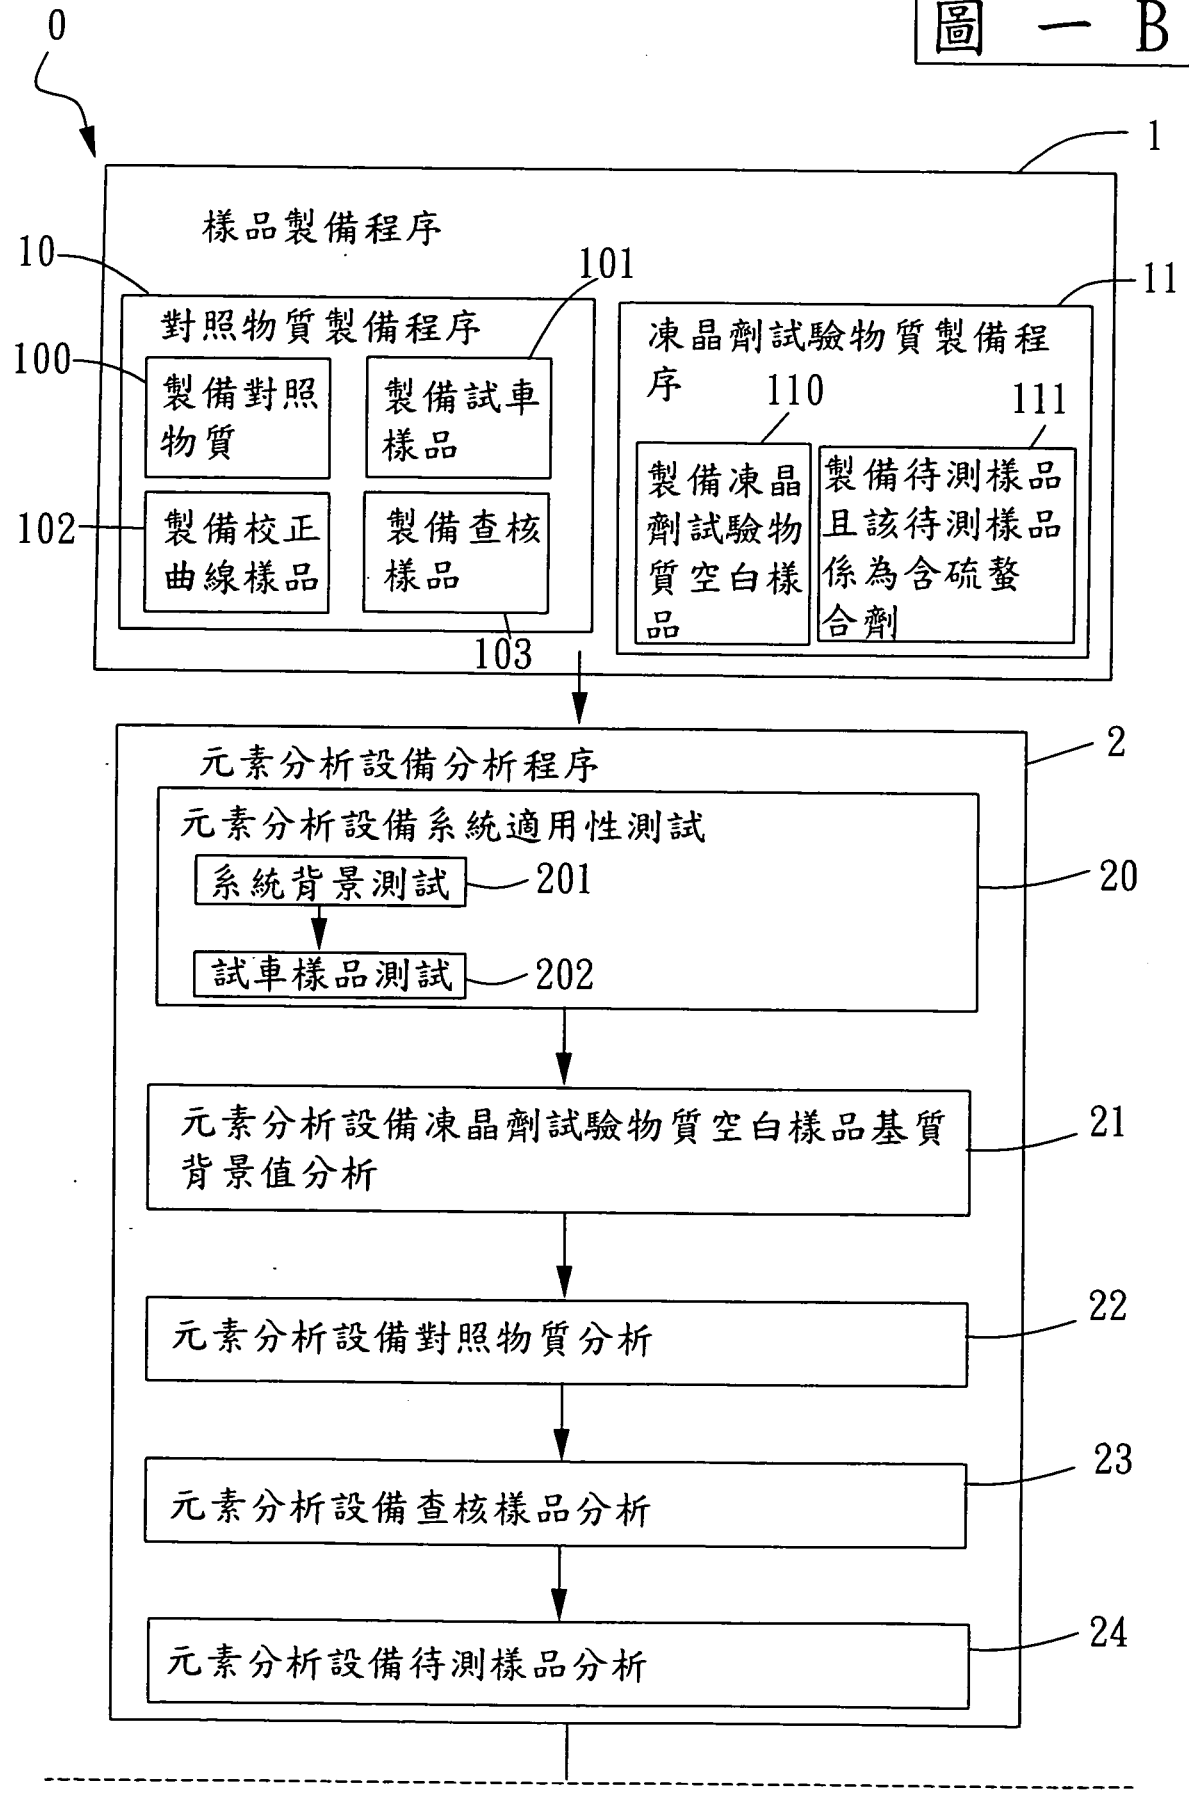 圖 一 B
0
1
樣品製備程序
10
101
11
對照物質製備程序
100
製備對照
物質
製備試車
樣品
102
製備校正
曲線樣品
製備查核
樣品
103
凍晶劑試驗物質製備程
序
110
111
製備凍晶
劑試驗物
質空白樣
品
製備待測樣品
且該待測樣品
係為含硫螯
合劑
2
元素分析設備分析程序
元素分析設備系統適用性測試
20
系統背景測試
201
試車樣品測試
202
元素分析設備凍晶劑試驗物質空白樣品基質
背景值分析
21
元素分析設備對照物質分析
22
元素分析設備查核樣品分析
23
元素分析設備待測樣品分析
24